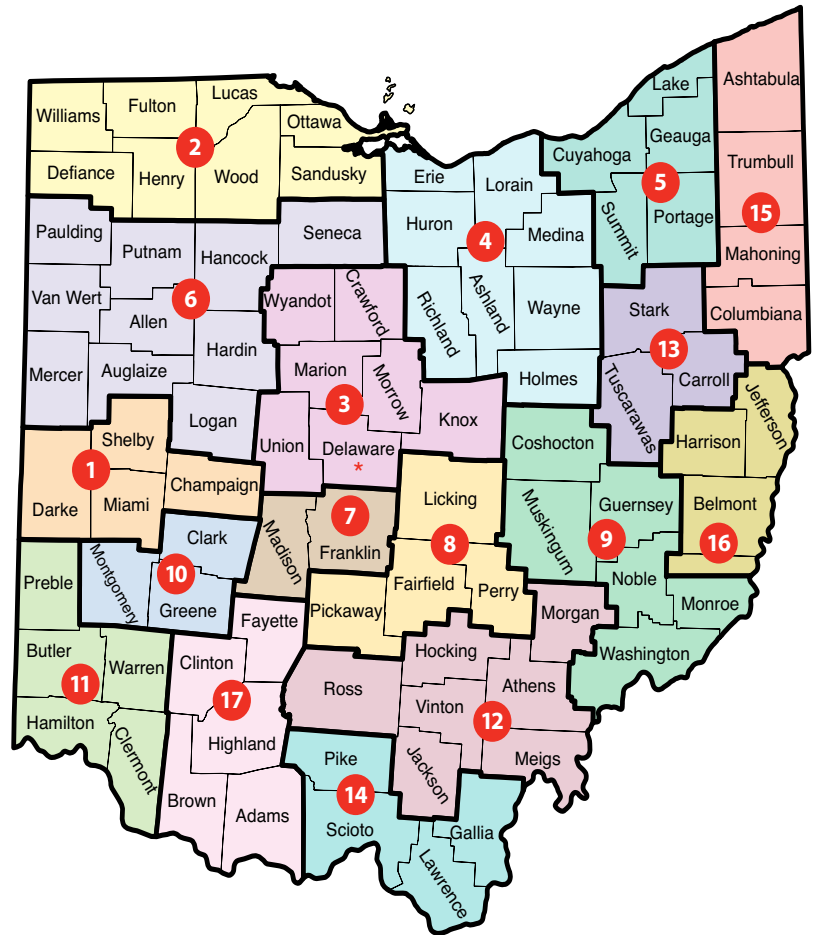 Ashtabula
Lake
Lucas
Fulton
Williams
Ottawa
Geauga
Cuyahoga
2
Trumbull
Defiance
Henry
Wood
Sandusky
Erie
Lorain
5
15
Summit
Portage
Paulding
Seneca
Huron
4
Medina
Putnam
Hancock
Mahoning
Van Wert
6
Wyandot
Crawford
Richland
Ashland
Wayne
Stark
Columbiana
Allen
Hardin
13
Mercer
Auglaize
Marion
Morrow
Holmes
Tuscarawas
Carroll
3
Jefferson
Logan
Union
Delaware
*
Knox
Shelby
Coshocton
Harrison
1
Champaign
Licking
Darke
Miami
Muskingum
Guernsey
Belmont
7
Clark
Madison
Franklin
8
9
16
Montgomery
10
Preble
Greene
Pickaway
Fairfield
Perry
Noble
Monroe
Fayette
Morgan
Butler
Warren
Clinton
Hocking
Washington
11
17
Ross
Vinton
Athens
12
Hamilton
Clermont
Highland
Pike
Jackson
Meigs
14
Brown
Adams
Scioto
Gallia
Lawrence